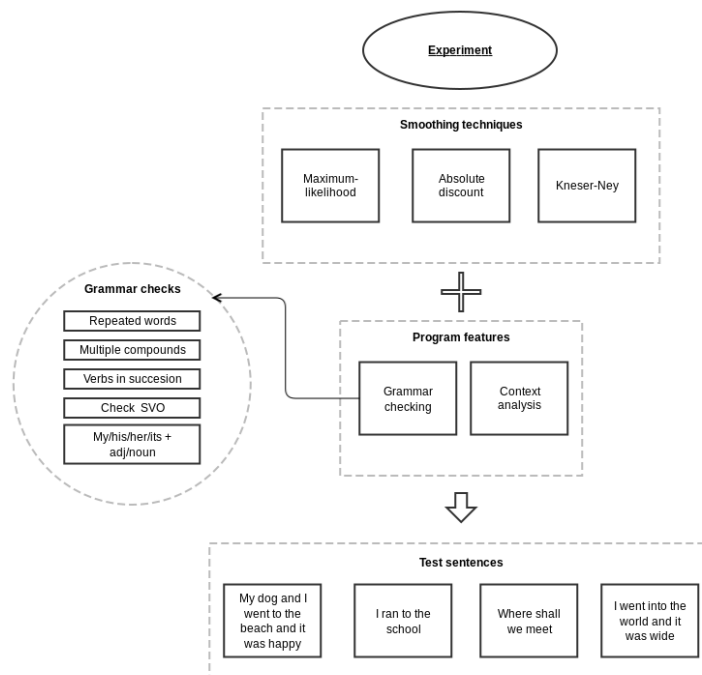 Experiment
Smoothing techniques
Maximum-
likelihood
Absolute
discount
Kneser-Ney
Grammar checks
Repeated words
Multiple compounds
Verbs in succesion
Check SVO
My/his/her/its +
adj/noun
Program features
Grammar
checking
Context
analysis
Test sentences
My dog and I
went to the
beach and it
was happy
I ran to the
school
Where shall
we meet
I went into the
world and it
was wide